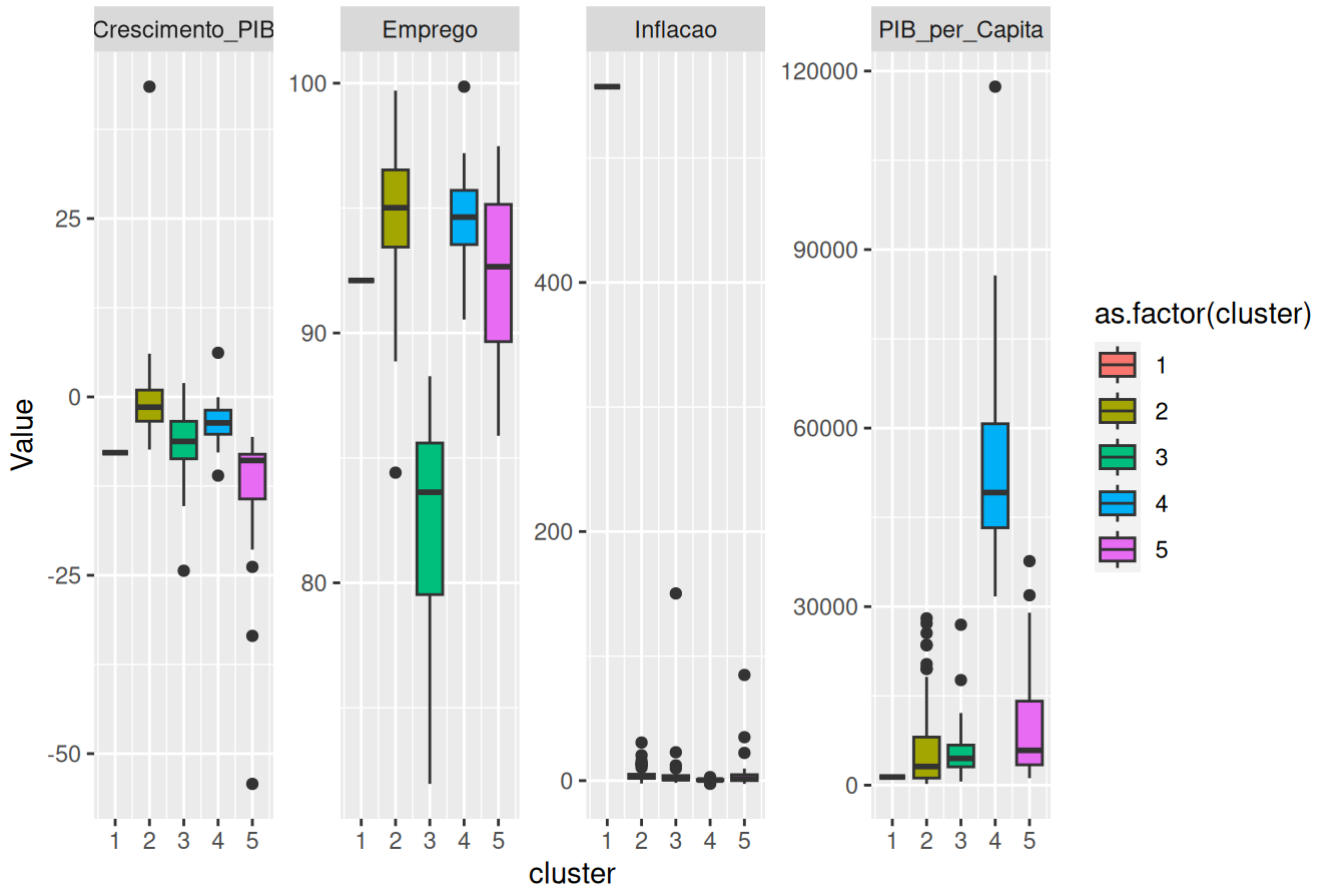 Crescimento_PIB
Emprego
Inflacao
PIB_per_Capita
Value
25
0
-25
-50
100
90
80
400
200
0
120000
90000
60000
30000
0
1 2 3 4 5
1 2 3 4 5
1 2 3 4 5
1 2 3 4 5
cluster
as.factor(cluster)
1
2
3
4
5